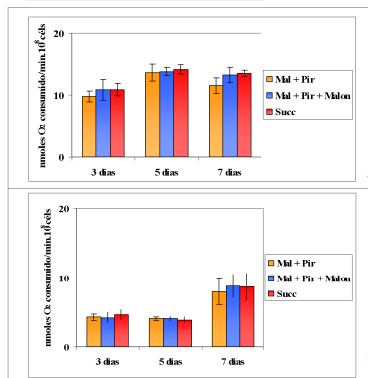 nmoles O₂ consumido/min.10⁸céls
20
10
0
3 dias
5 dias
7 dias
Mal + Pir
Mal + Pir + Malon
Succ
nmoles O₂ consumido/min.10⁸céls
20
10
0
3 dias
5 dias
7 dias
Mal + Pir
Mal + Pir + Malon
Succ